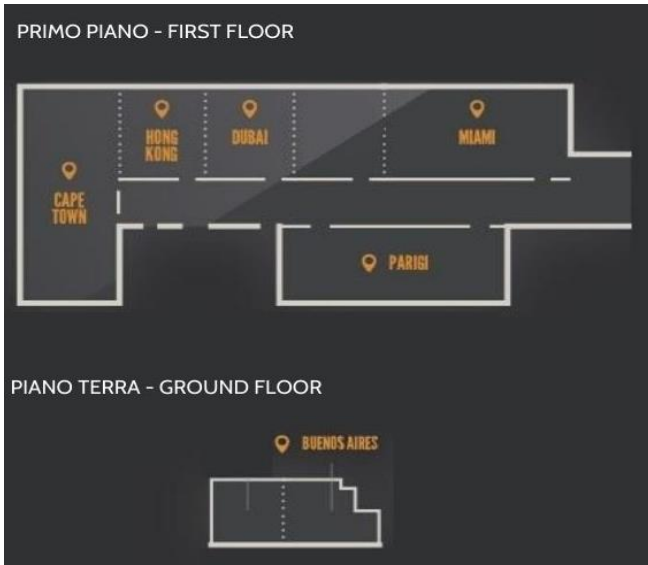 PRIMO PIANO - FIRST FLOOR
HONG
KONG
DUBAI
MIAMI
CAPE
TOWN
PARIGI
PIANO TERRA - GROUND FLOOR
BUENOS AIRES